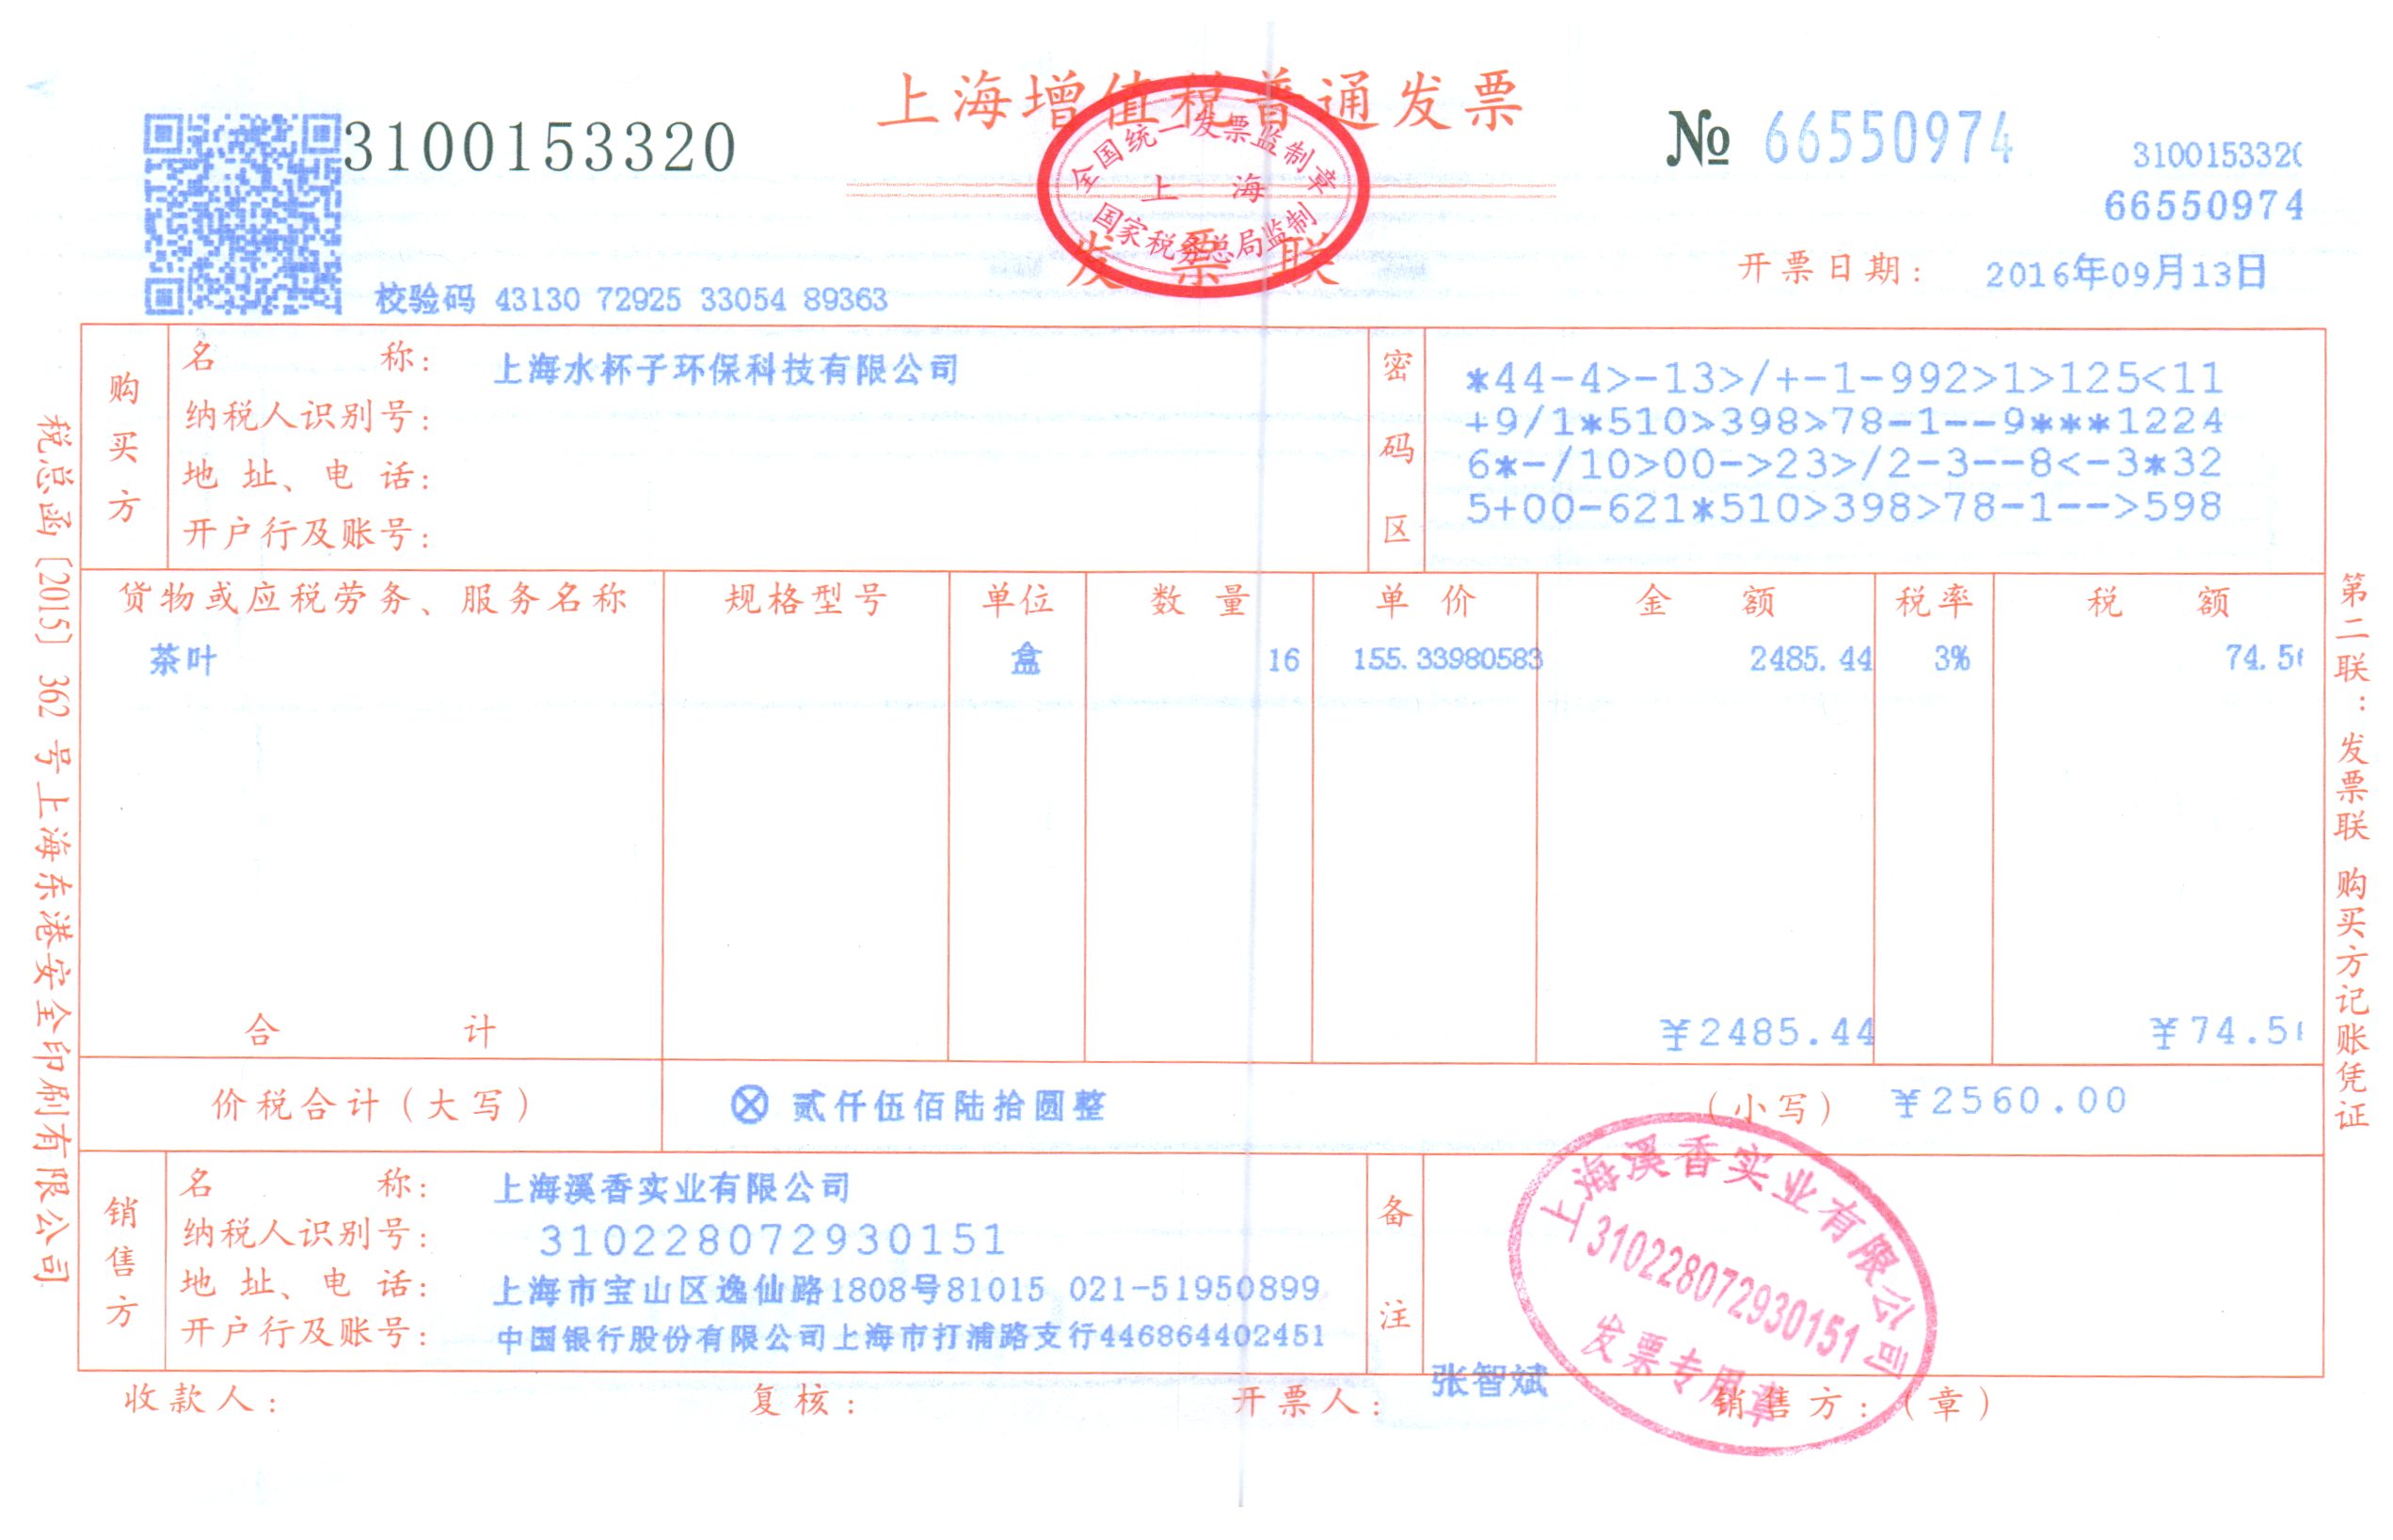 上海增值税普通发票
3100153320
№ 66550974
3100153320
66550974
全国统一发票监制章
上 海
国家税务总局监制
发 票 联
开票日期: 2016年09月13日
校验码 43130 72925 33054 89363
购买方
名 称: 上海水杯子环保科技有限公司
纳税人识别号:
地 址、电 话:
开户行及账号:
密码区
*44-4>-13>/+-1-992>1>125<11
+9/1*510>398>78-1--9***1224
6*-/10>00->23>/2-3--8<-3*32
5+00-621*510>398>78-1-->598
货物或应税劳务、服务名称 规格型号 单位 数 量 单 价 金 额 税率 税 额
茶叶 盒 16 155.33980583 2485.44 3% 74.56
合 计 ¥2485.44 ¥74.56
价税合计(大写) ⊗ 贰仟伍佰陆拾圆整 (小写) ¥2560.00
销售方
名 称: 上海溪香实业有限公司
纳税人识别号: 310228072930151
地 址、电 话: 上海市宝山区逸仙路1808号81015 021-51950899
开户行及账号: 中国银行股份有限公司上海市打浦路支行446864402451
备注
上海溪香实业有限公司
310228072930151
发票专用章
收款人: 复核: 开票人: 张智斌 销售方:(章)
税总函〔2015〕362号上海东港安全印刷有限公司
第二联:发票联 购买方记账凭证